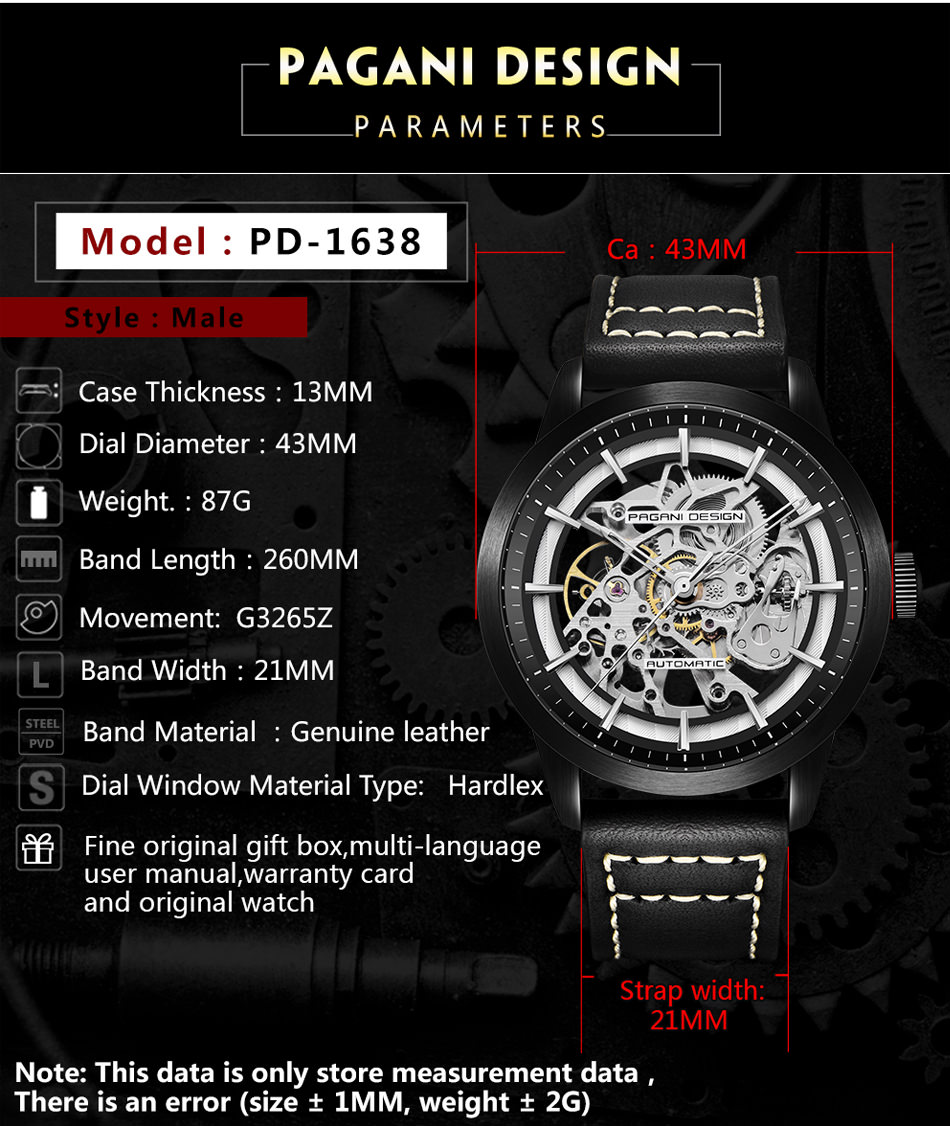 PAGANI DESIGN
PARAMETERS
Model : PD-1638
Style : Male
Ca : 43MM
Case Thickness : 13MM
Dial Diameter : 43MM
Weight. : 87G
Band Length : 260MM
Movement: G3265Z
L
Band Width : 21MM
STEEL
PVD
Band Material : Genuine leather
S
Dial Window Material Type: Hardlex
Fine original gift box,multi-language
user manual,warranty card
and original watch
PAGANI DESIGN
AUTOMATIC
Strap width:
21MM
Note: This data is only store measurement data ,
There is an error (size ± 1MM, weight ± 2G)